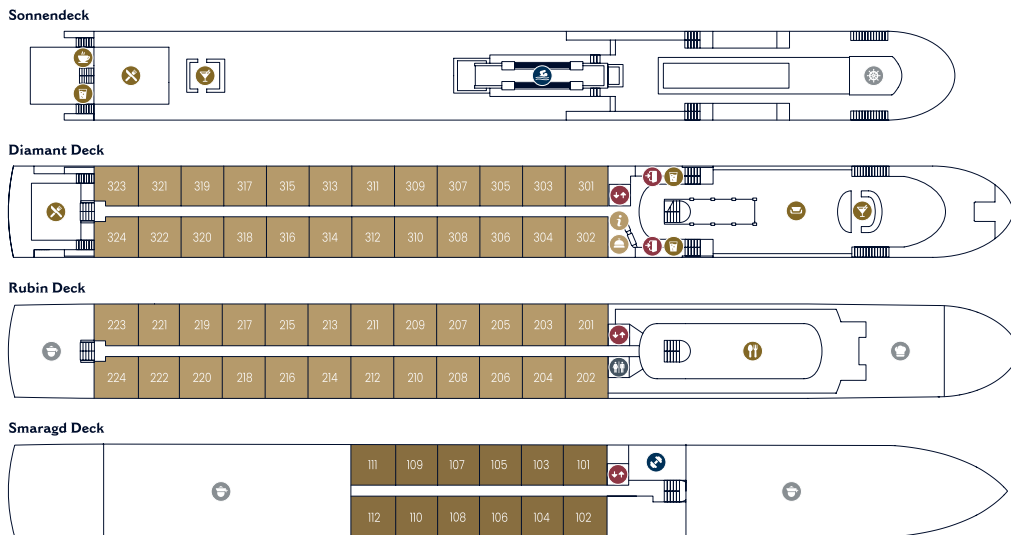 Sonnendeck
Diamant Deck
323 321 319 317 315 313 311 309 307 305 303 301
i
324 322 320 318 316 314 312 310 308 306 304 302
Rubin Deck
223 221 219 217 215 213 211 209 207 205 203 201
224 222 220 218 216 214 212 210 208 206 204 202
Smaragd Deck
111 109 107 105 103 101
112 110 108 106 104 102